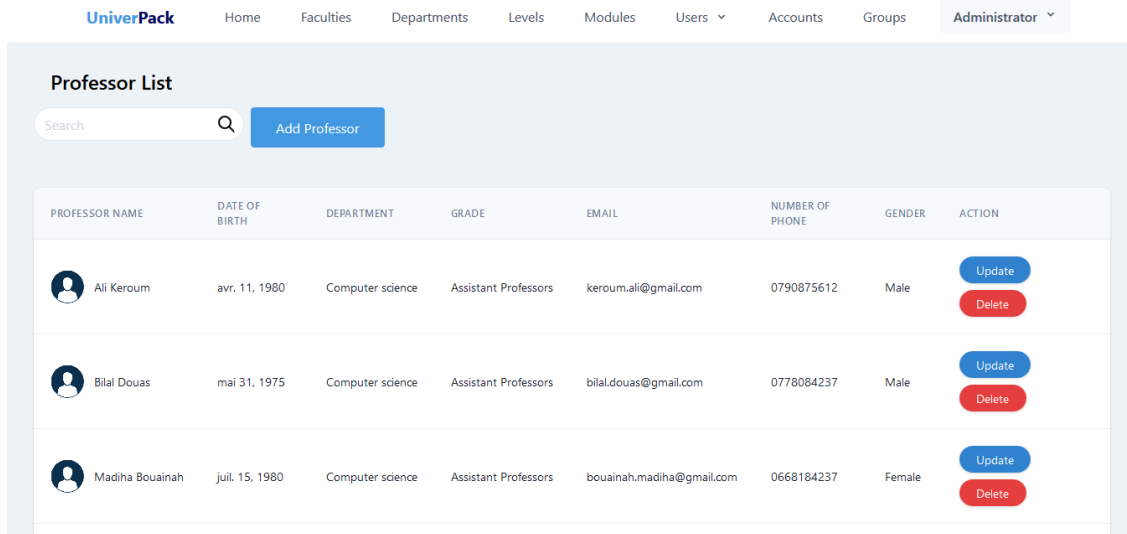 UniverPack Home Faculties Departments Levels Modules Users Accounts Groups Administrator
Professor List
Search Add Professor
PROFESSOR NAME DATE OF BIRTH DEPARTMENT GRADE EMAIL NUMBER OF PHONE GENDER ACTION
Ali Keroum avr. 11, 1980 Computer science Assistant Professors keroum.ali@gmail.com 0790875612 Male Update
Delete
Bilal Douas mai 31, 1975 Computer science Assistant Professors bilal.douas@gmail.com 0778084237 Male Update
Delete
Madiha Bouainah juil. 15, 1980 Computer science Assistant Professors bouainah.madiha@gmail.com 0668184237 Female Update
Delete